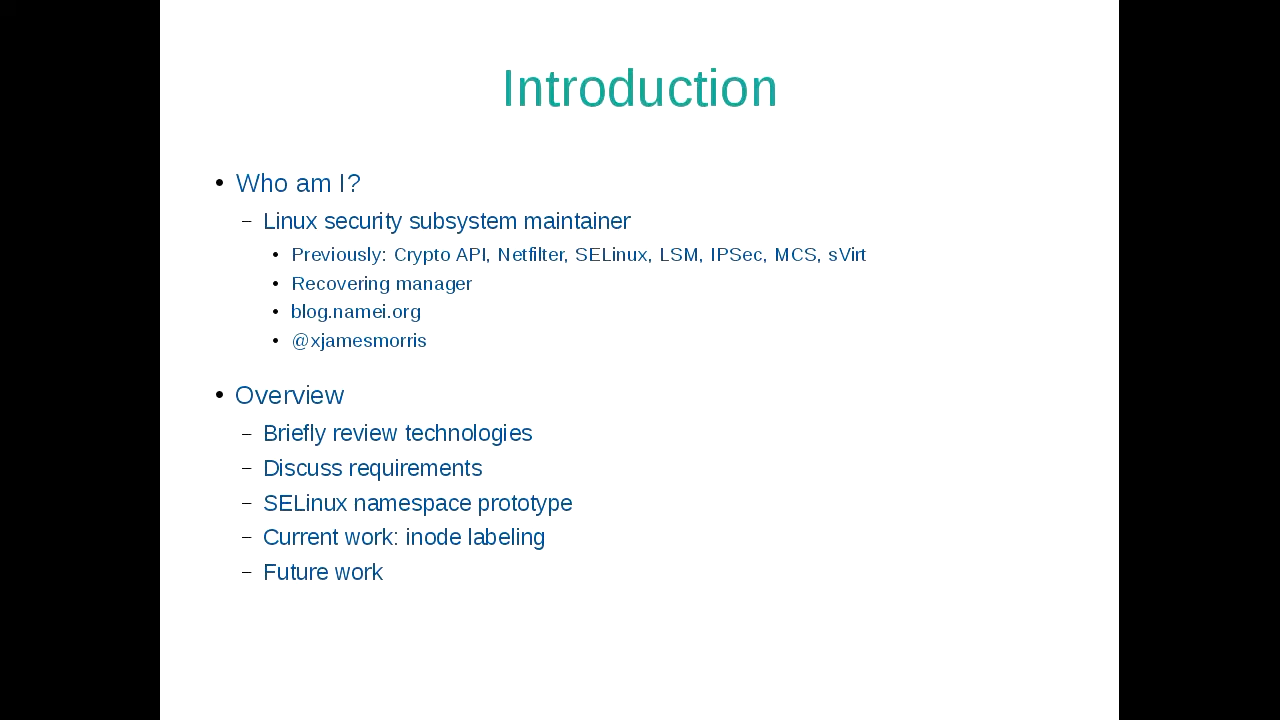 Introduction
• Who am I?
– Linux security subsystem maintainer
• Previously: Crypto API, Netfilter, SELinux, LSM, IPSec, MCS, sVirt
• Recovering manager
• blog.namei.org
• @xjamesmorris
• Overview
– Briefly review technologies
– Discuss requirements
– SELinux namespace prototype
– Current work: inode labeling
– Future work